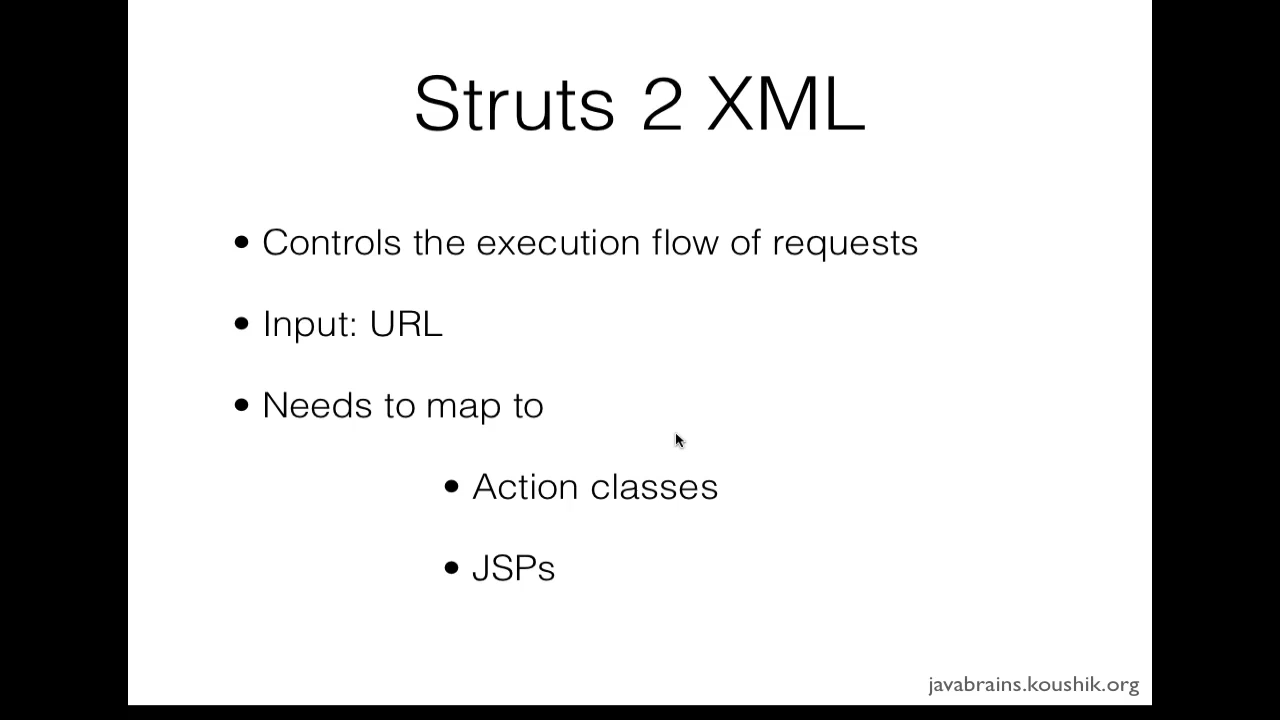 Struts 2 XML
• Controls the execution flow of requests
• Input: URL
• Needs to map to
• Action classes
• JSPs
javabrains.koushik.org